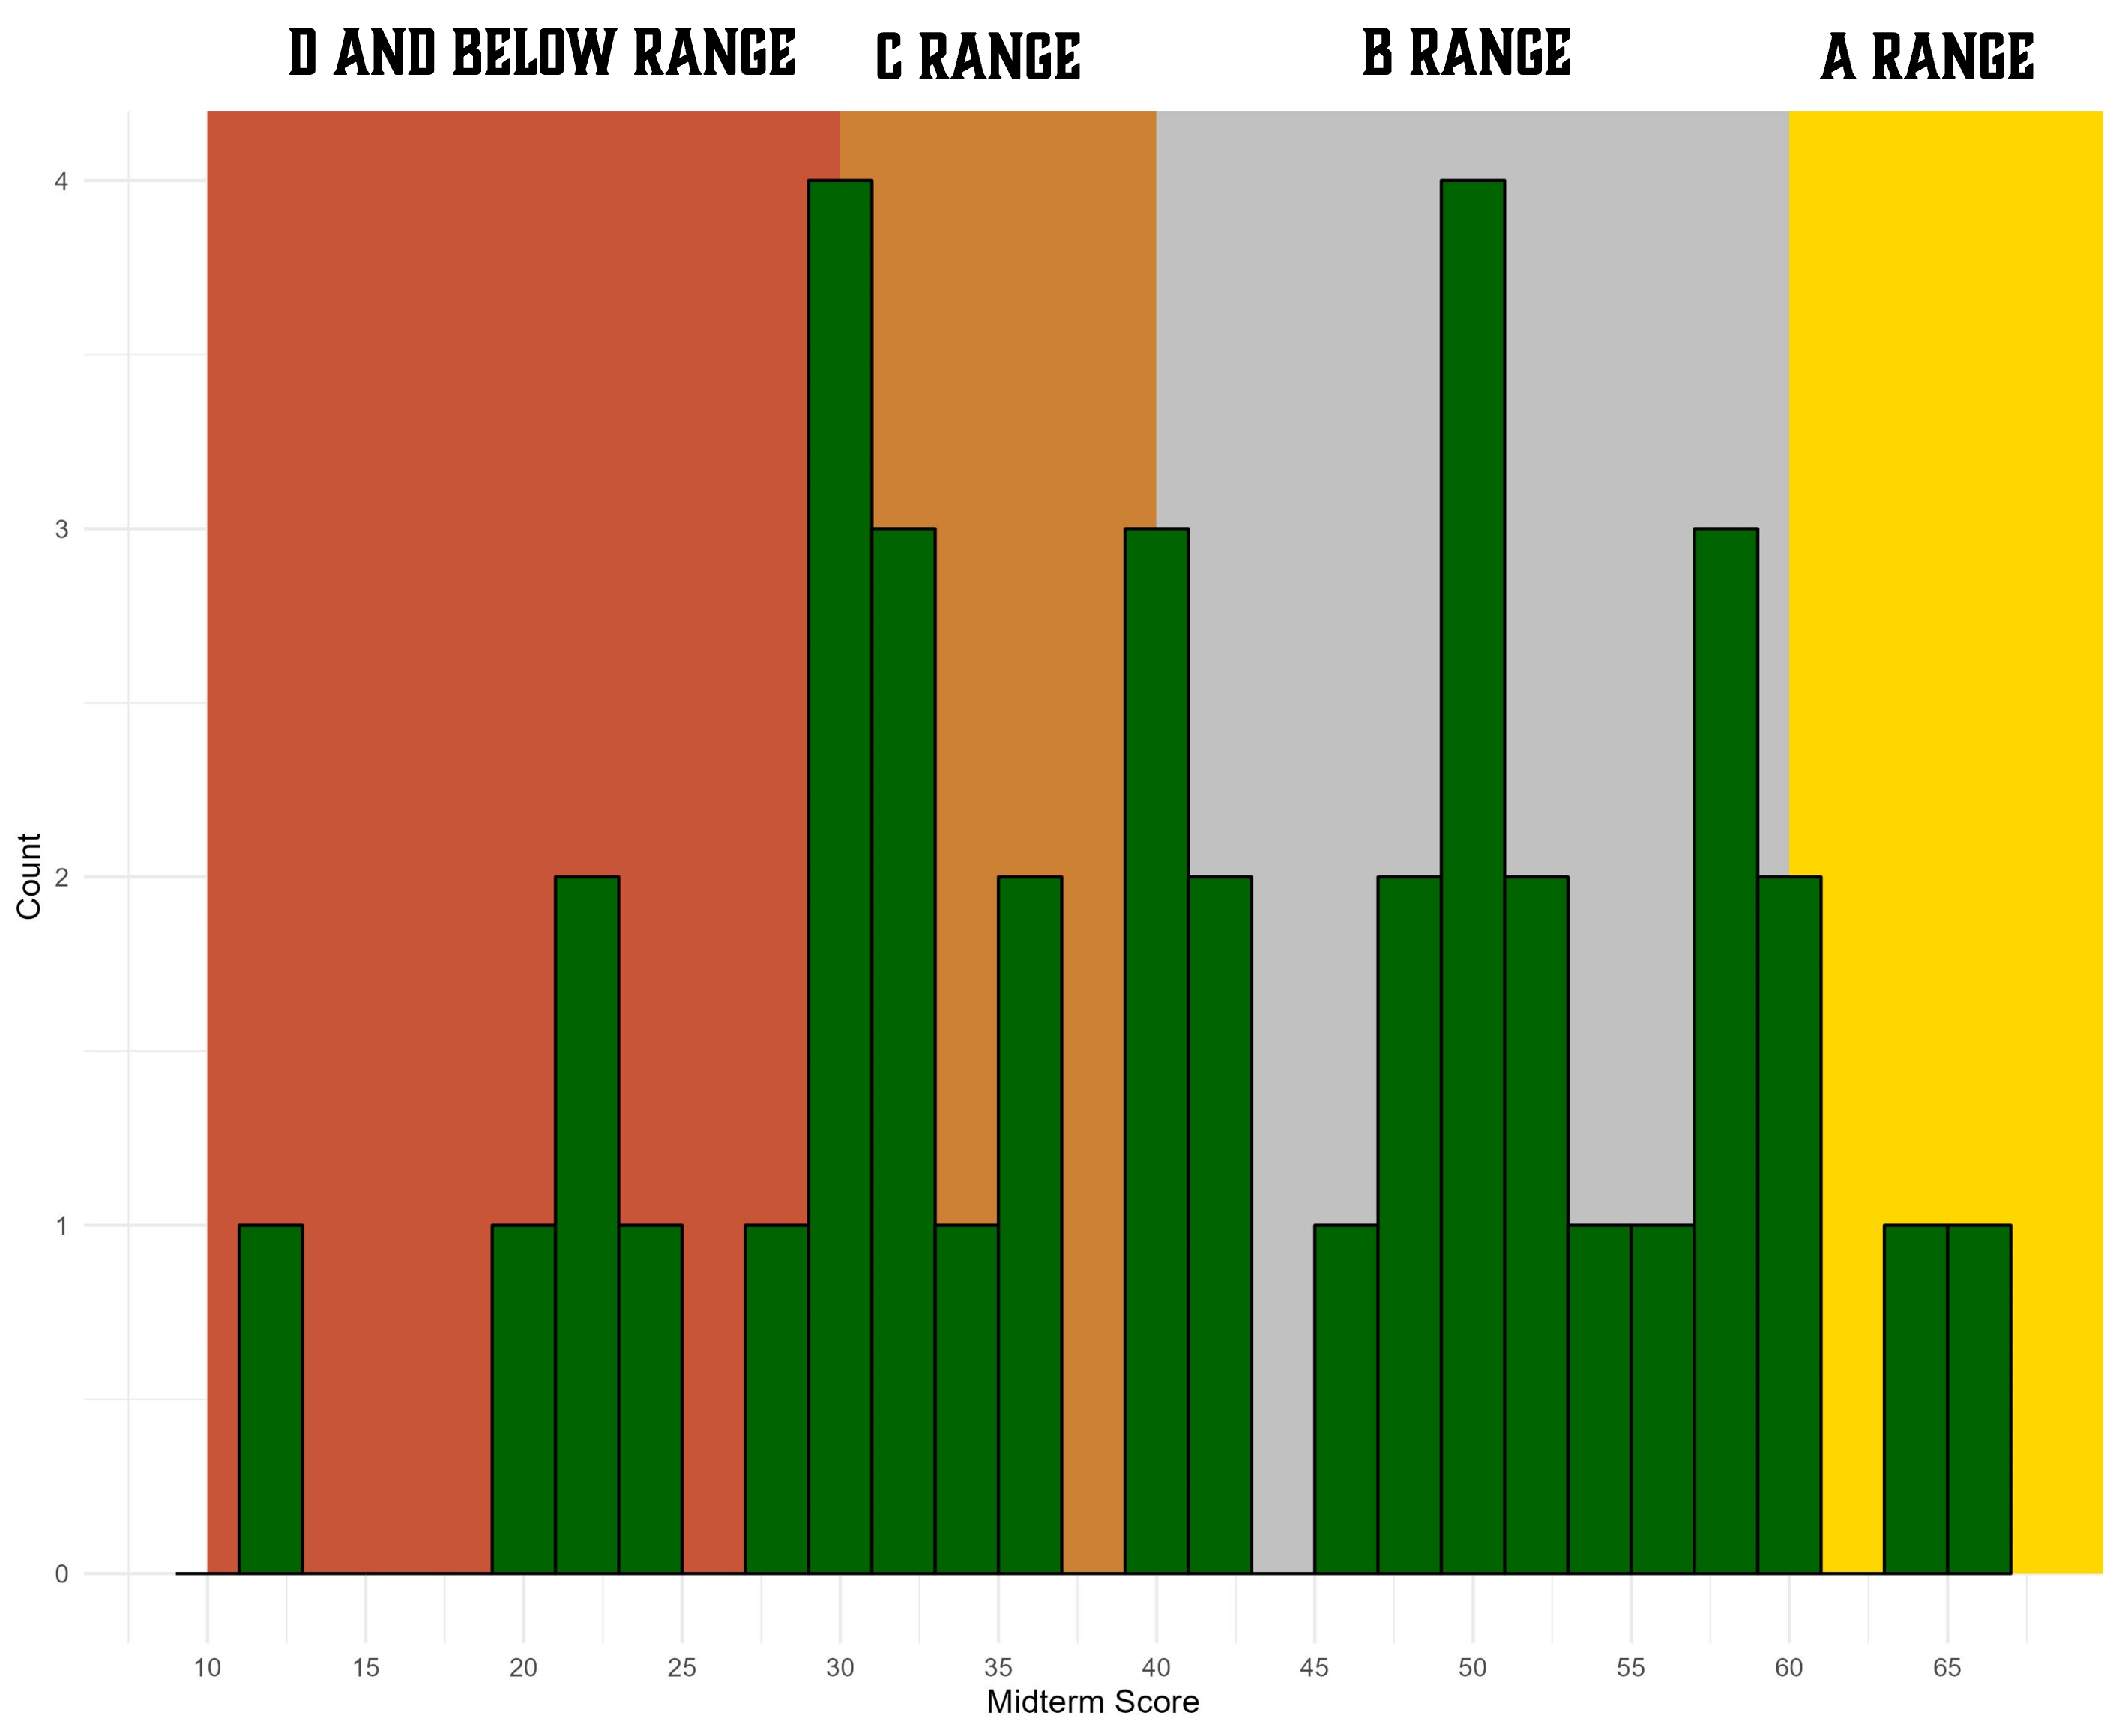 D AND BELOW RANGE
C RANGE
B RANGE
A RANGE
4
3
2
1
0
Count
10 15 20 25 30 35 40 45 50 55 60 65
Midterm Score